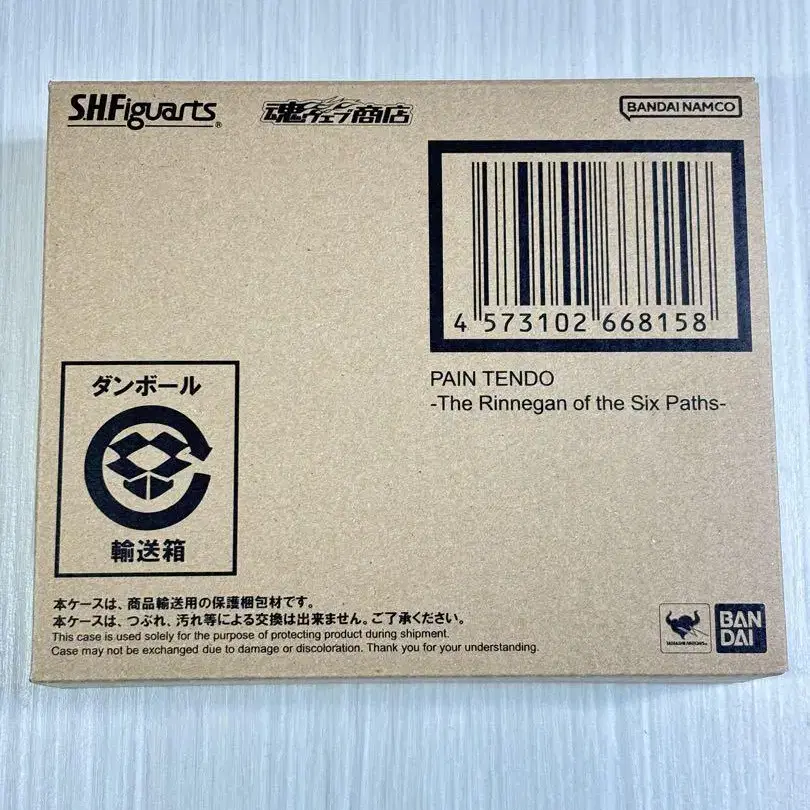 S.H.Figuarts®
魂ウェブ商店
BANDAI NAMCO
4 573102 668158
PAIN TENDO
-The Rinnegan of the Six Paths-
ダンボール
輸送箱
本ケースは、商品輸送用の保護梱包材です。
本ケースは、つぶれ、汚れ等による交換は出来ません。ご了承ください。
This case is used solely for the purpose of protecting product during shipment.
Case may not be exchanged due to damage or discoloration. Thank you for your understanding.
BAN
DAI